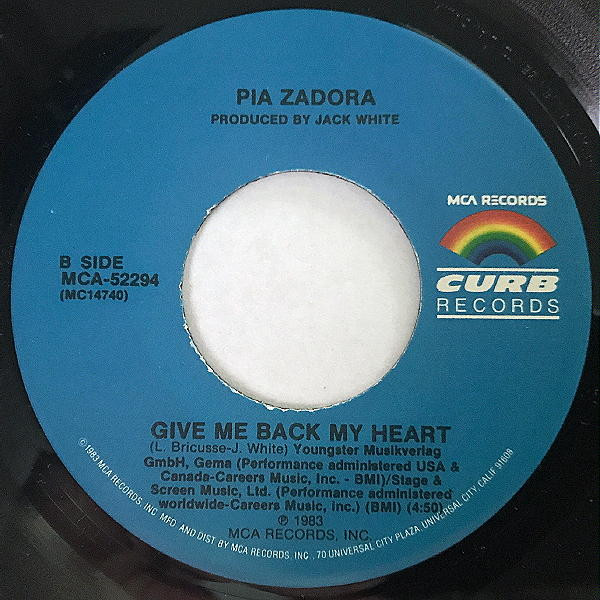 PIA ZADORA
PRODUCED BY JACK WHITE
MCA RECORDS
CURB
RECORDS
B SIDE
MCA-52294
(MC14740)
GIVE ME BACK MY HEART
(L. Bricusse-J. White) Youngster Musikverlag
GmbH, Gema (Performance administered USA &
Canada-Careers Music, Inc. - BMI)/Stage &
Screen Music, Ltd. (Performance administered
worldwide-Careers Music, Inc.) (BMI) (4:50)
℗ 1983
MCA RECORDS, INC.
©1983 MCA RECORDS, INC. MFD. AND DIST. BY MCA RECORDS, INC., 70 UNIVERSAL CITY PLAZA, UNIVERSAL CITY, CALIF. 91608